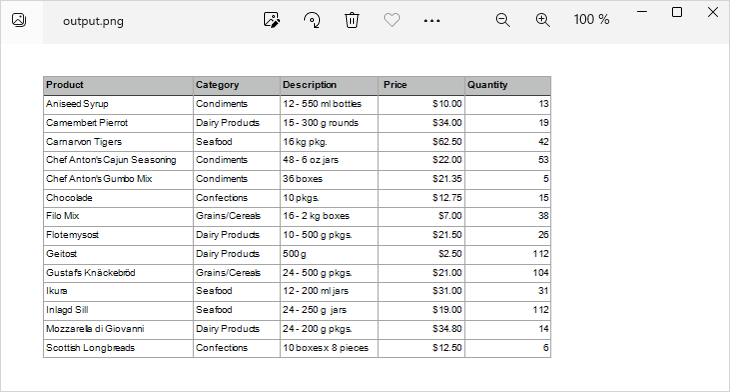 output.png 100 %
Product Category Description Price Quantity
Aniseed Syrup Condiments 12 - 550 ml bottles $10.00 13
Camembert Pierrot Dairy Products 15 - 300 g rounds $34.00 19
Carnarvon Tigers Seafood 16 kg pkg. $62.50 42
Chef Anton's Cajun Seasoning Condiments 48 - 6 oz jars $22.00 53
Chef Anton's Gumbo Mix Condiments 36 boxes $21.35 5
Chocolade Confections 10 pkgs. $12.75 15
Filo Mix Grains/Cereals 16 - 2 kg boxes $7.00 38
Flotemysost Dairy Products 10 - 500 g pkgs. $21.50 26
Geitost Dairy Products 500 g $2.50 112
Gustaf's Knäckebröd Grains/Cereals 24 - 500 g pkgs. $21.00 104
Ikura Seafood 12 - 200 ml jars $31.00 31
Inlagd Sill Seafood 24 - 250 g jars $19.00 112
Mozzarella di Giovanni Dairy Products 24 - 200 g pkgs. $34.80 14
Scottish Longbreads Confections 10 boxes x 8 pieces $12.50 6